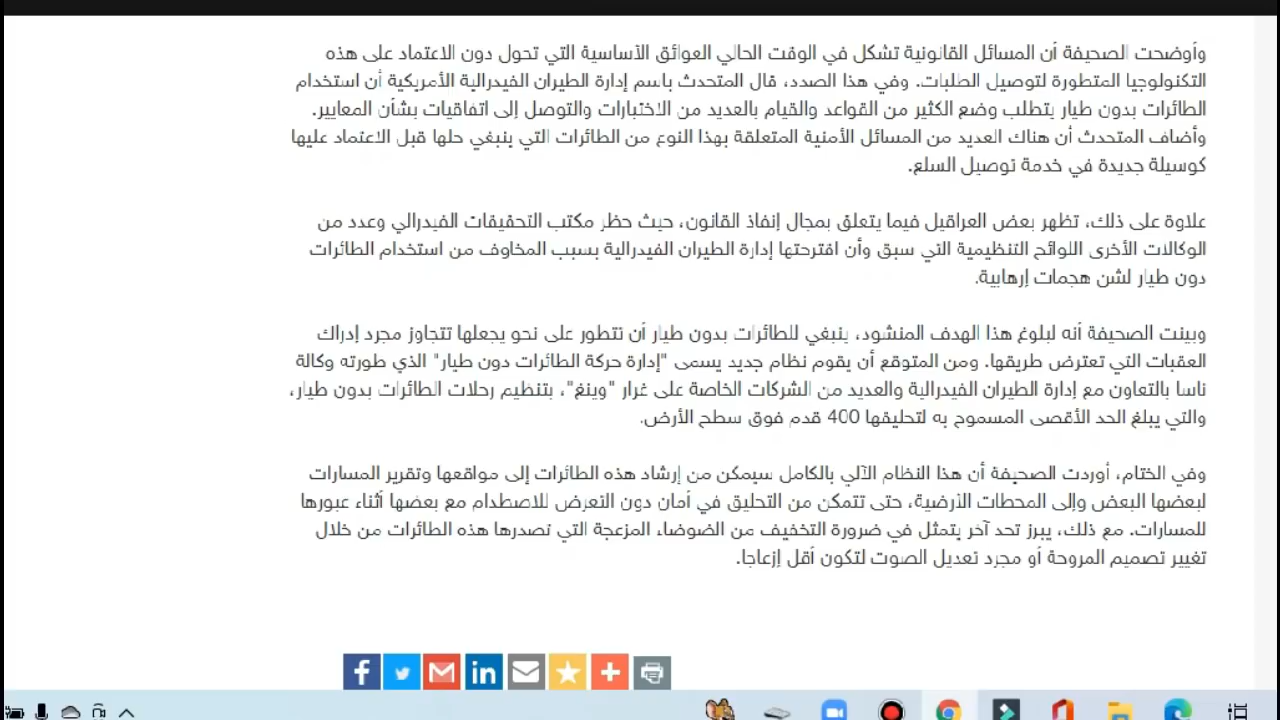 وأوضحت الصحيفة أن المسائل القانونية تشكل في الوقت الحالي العوائق الأساسية التي تحول دون الاعتماد على هذه
التكنولوجيا المتطورة لتوصيل الطلبات. وفي هذا الصدد، قال المتحدث باسم إدارة الطيران الفيدرالية الأمريكية أن استخدام
الطائرات بدون طيار يتطلب وضع الكثير من القواعد والقيام بالعديد من الاختبارات والتوصل إلى اتفاقيات بشأن المعايير.
وأضاف المتحدث أن هناك العديد من المسائل الأمنية المتعلقة بهذا النوع من الطائرات التي ينبغي حلها قبل الاعتماد عليها
كوسيلة جديدة في خدمة توصيل السلع.
علاوة على ذلك، تظهر بعض العراقيل فيما يتعلق بمجال إنفاذ القانون، حيث حظر مكتب التحقيقات الفيدرالي وعدد من
الوكالات الأخرى اللوائح التنظيمية التي سبق وأن اقترحتها إدارة الطيران الفيدرالية بسبب المخاوف من استخدام الطائرات
دون طيار لشن هجمات إرهابية.
وبينت الصحيفة أنه لبلوغ هذا الهدف المنشود، ينبغي للطائرات بدون طيار أن تتطور على نحو يجعلها تتجاوز مجرد إدراك
العقبات التي تعترض طريقها. ومن المتوقع أن يقوم نظام جديد يسمى "إدارة حركة الطائرات دون طيار" الذي طورته وكالة
ناسا بالتعاون مع إدارة الطيران الفيدرالية والعديد من الشركات الخاصة على غرار "وينغ"، بتنظيم رحلات الطائرات بدون طيار،
والتي يبلغ الحد الأقصى المسموح به لتحليقها 400 قدم فوق سطح الأرض.
وفي الختام، أوردت الصحيفة أن هذا النظام الآلي بالكامل سيمكن من إرشاد هذه الطائرات إلى مواقعها وتقرير المسارات
لبعضها البعض وإلى المحطات الأرضية، حتى تتمكن من التحليق في أمان دون التعرض للاصطدام مع بعضها أثناء عبورها
للمسارات. مع ذلك، يبرز تحد آخر يتمثل في ضرورة التخفيف من الضوضاء المزعجة التي تصدرها هذه الطائرات من خلال
تغيير تصميم المروحة أو مجرد تعديل الصوت لتكون أقل إزعاجا.